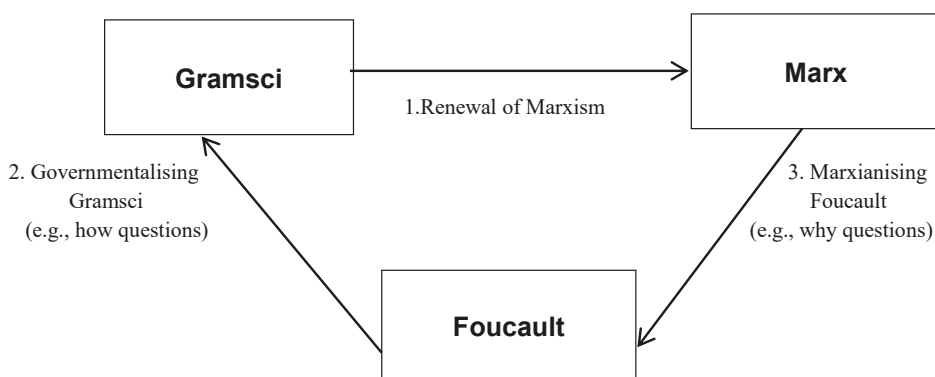 Gramsci
Marx
1.Renewal of Marxism
2. Governmentalising
Gramsci
(e.g., how questions)
3. Marxianising
Foucault
(e.g., why questions)
Foucault